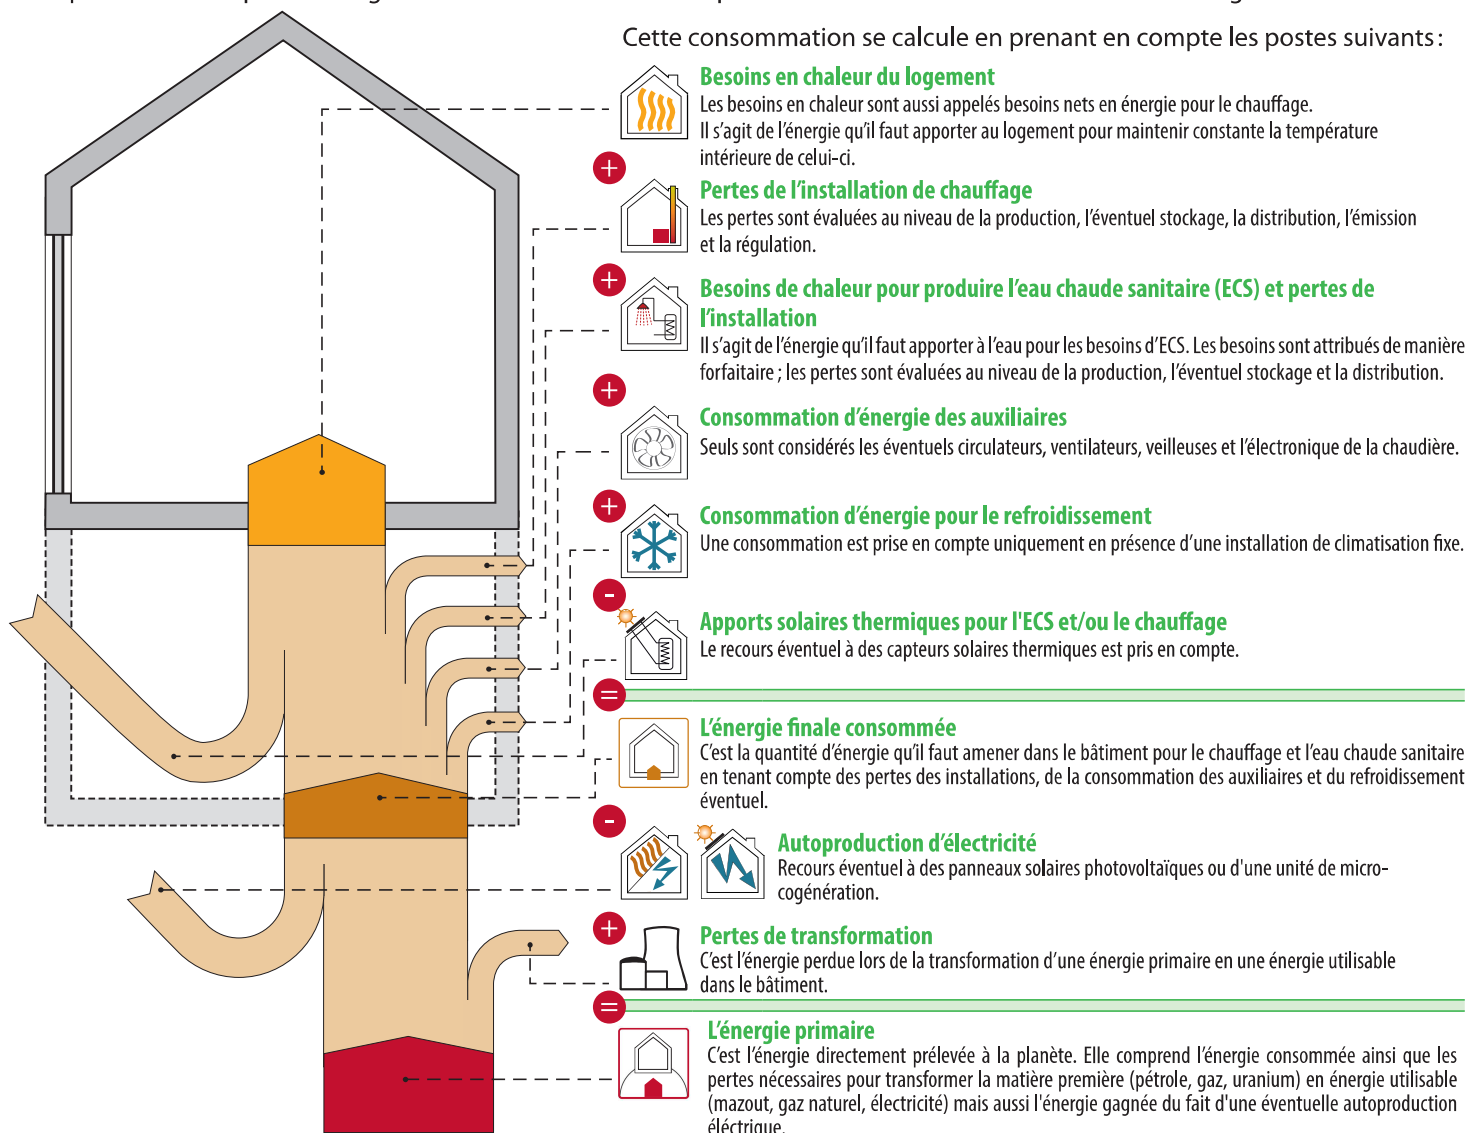 Cette consommation se calcule en prenant en compte les postes suivants :
Besoins en chaleur du logement
Les besoins en chaleur sont aussi appelés besoins nets en énergie pour le chauffage.
Il s'agit de l'énergie qu'il faut apporter au logement pour maintenir constante la température
intérieure de celui-ci.
+
Pertes de l'installation de chauffage
Les pertes sont évaluées au niveau de la production, l'éventuel stockage, la distribution, l'émission
et la régulation.
+
Besoins de chaleur pour produire l'eau chaude sanitaire (ECS) et pertes de
l'installation
Il s'agit de l'énergie qu'il faut apporter à l'eau pour les besoins d'ECS. Les besoins sont attribués de manière
forfaitaire ; les pertes sont évaluées au niveau de la production, l'éventuel stockage et la distribution.
+
Consommation d'énergie des auxiliaires
Seuls sont considérés les éventuels circulateurs, ventilateurs, veilleuses et l'électronique de la chaudière.
+
Consommation d'énergie pour le refroidissement
Une consommation est prise en compte uniquement en présence d'une installation de climatisation fixe.
-
Apports solaires thermiques pour l'ECS et/ou le chauffage
Le recours éventuel à des capteurs solaires thermiques est pris en compte.
=
L'énergie finale consommée
C'est la quantité d'énergie qu'il faut amener dans le bâtiment pour le chauffage et l'eau chaude sanitaire
en tenant compte des pertes des installations, de la consommation des auxiliaires et du refroidissement
éventuel.
-
Autoproduction d'électricité
Recours éventuel à des panneaux solaires photovoltaïques ou d'une unité de micro-
cogénération.
+
Pertes de transformation
C'est l'énergie perdue lors de la transformation d'une énergie primaire en une énergie utilisable
dans le bâtiment.
=
L'énergie primaire
C'est l'énergie directement prélevée à la planète. Elle comprend l'énergie consommée ainsi que les
pertes nécessaires pour transformer la matière première (pétrole, gaz, uranium) en énergie utilisable
(mazout, gaz naturel, électricité) mais aussi l'énergie gagnée du fait d'une éventuelle autoproduction
éléctrique.